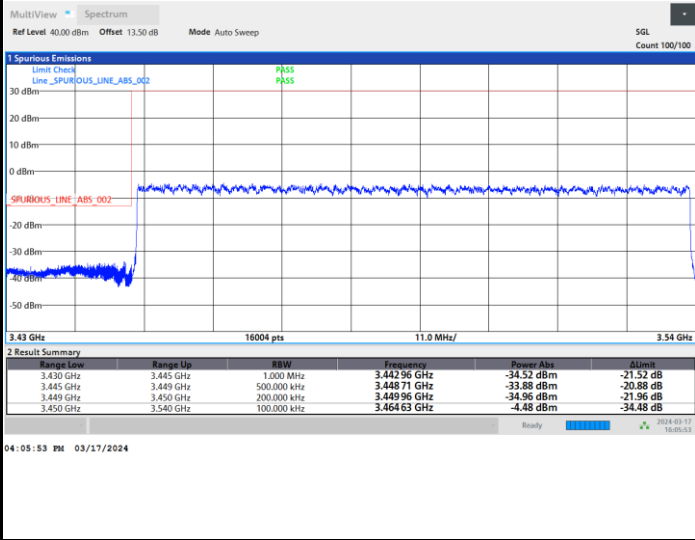 MultiView Spectrum
Ref Level 40.00 dBm Offset 13.50 dB Mode Auto Sweep SGL
Count 100/100
1 Spurious Emissions
Limit Check PASS
Line _SPURIOUS_LINE_ABS_002 PASS
30 dBm
20 dBm
10 dBm
0 dBm
_SPURIOUS_LINE_ABS_002
-20 dBm
-30 dBm
-40 dBm
-50 dBm
3.43 GHz 16004 pts 11.0 MHz/ 3.54 GHz
2 Result Summary
Range Low Range Up RBW Frequency Power Abs ΔLimit
3.430 GHz 3.445 GHz 1.000 MHz 3.442 96 GHz -34.52 dBm -21.52 dB
3.445 GHz 3.449 GHz 500.000 kHz 3.448 71 GHz -33.88 dBm -20.88 dB
3.449 GHz 3.450 GHz 200.000 kHz 3.449 96 GHz -34.96 dBm -21.96 dB
3.450 GHz 3.540 GHz 100.000 kHz 3.464 63 GHz -4.48 dBm -34.48 dB
Ready 2024-03-17
16:05:53
04:05:53 PM 03/17/2024